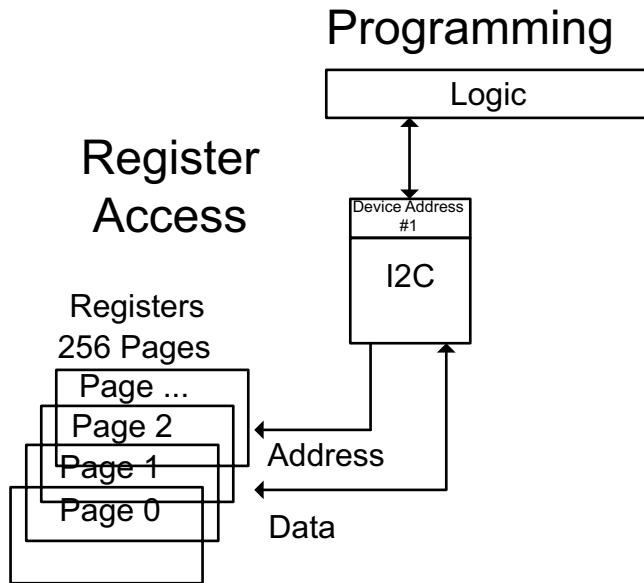 Programming
Logic
Register
Access
Device Address
#1
I2C
Registers
256 Pages
Page ...
Page 2
Page 1
Page 0
Address
Data